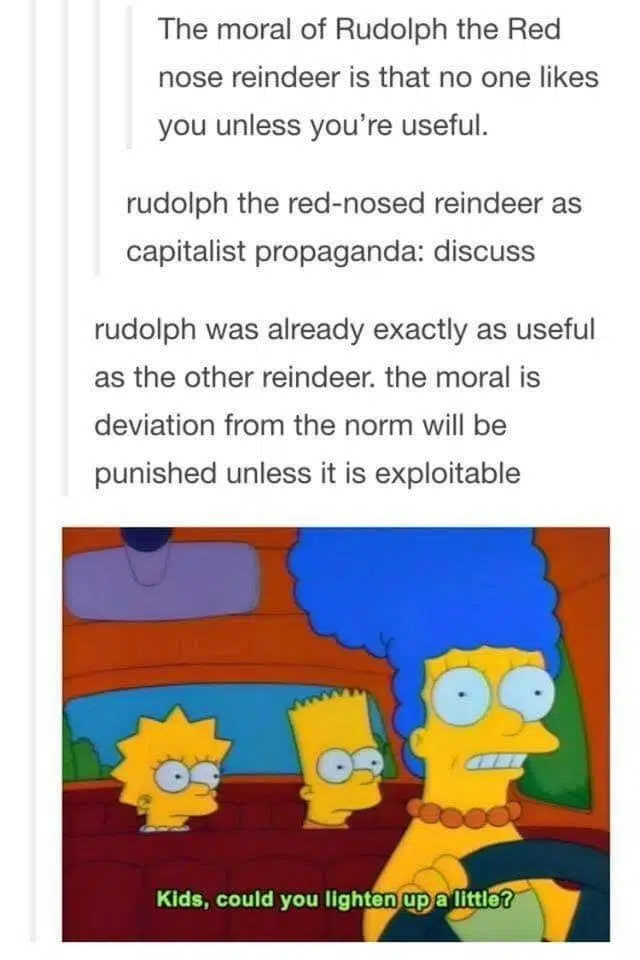 The moral of Rudolph the Red
nose reindeer is that no one likes
you unless you’re useful.
rudolph the red-nosed reindeer as
capitalist propaganda: discuss
rudolph was already exactly as useful
as the other reindeer. the moral is
deviation from the norm will be
punished unless it is exploitable
Kids, could you lighten up a little?